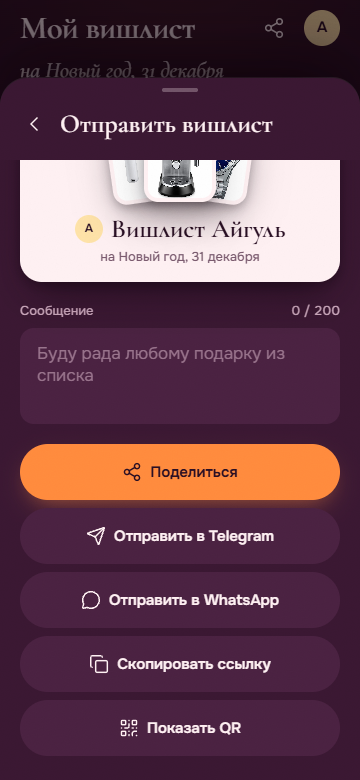 Мой вишлист
А
на Новый год, 31 декабря
Отправить вишлист
А Вишлист Айгуль
на Новый год, 31 декабря
Сообщение 0 / 200
Буду рада любому подарку из
списка
Поделиться
Отправить в Telegram
Отправить в WhatsApp
Скопировать ссылку
Показать QR